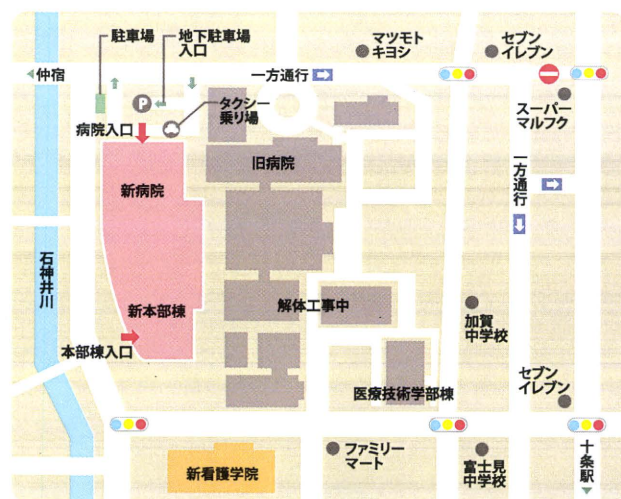 駐車場
地下駐車場
入口
マツモト
キヨシ
セブン
イレブン
仲宿
一方通行
P
タクシー
乗り場
スーパー
マルフク
病院入口
旧病院
一方通行
新病院
石神井川
新本部棟
解体工事中
加賀
中学校
本部棟入口
医療技術学部棟
セブン
イレブン
新看護学院
ファミリー
マート
富士見
中学校
十条駅